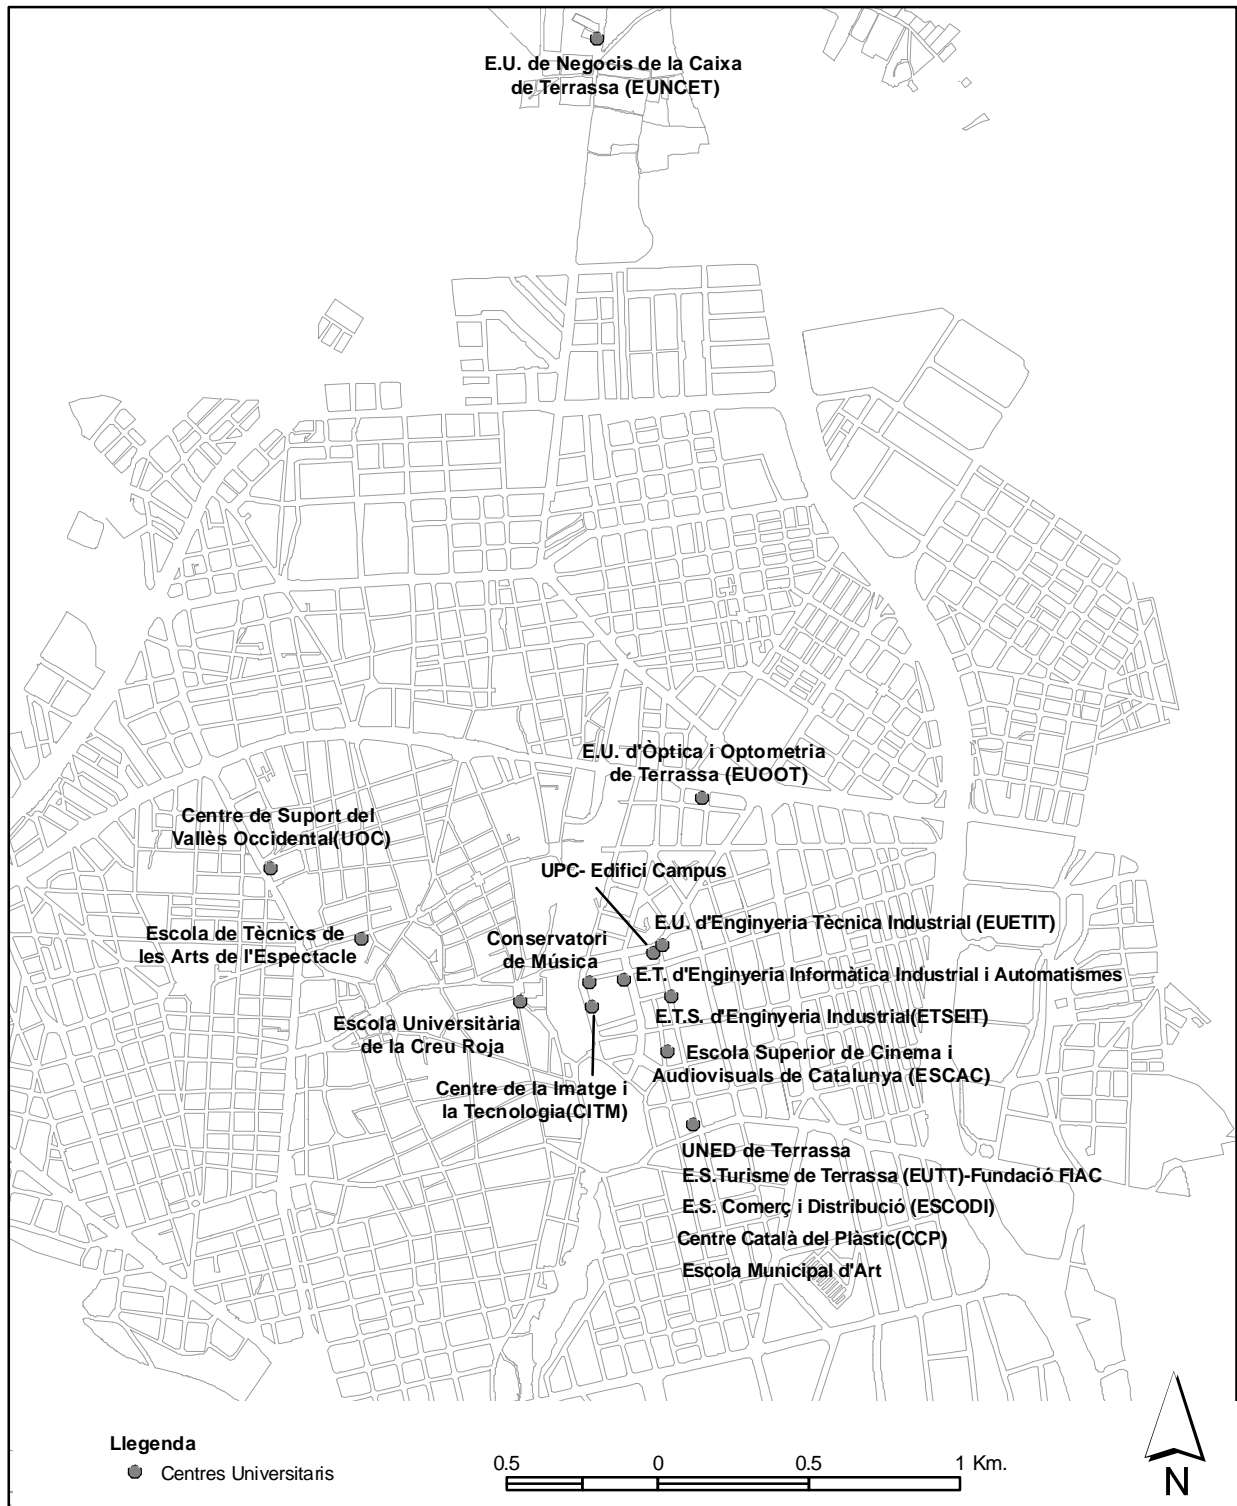 E.U. de Negocis de la Caixa
de Terrassa (EUNCET)
E.U. d'Òptica i Optometria
de Terrassa (EUOOT)
Centre de Suport del
Vallès Occidental(UOC)
UPC- Edifici Campus
E.U. d'Enginyeria Tècnica Industrial (EUETIT)
Escola de Tècnics de
les Arts de l'Espectacle
Conservatori
de Música
E.T. d'Enginyeria Informàtica Industrial i Automatismes
E.T.S. d'Enginyeria Industrial(ETSEIT)
Escola Universitària
de la Creu Roja
Escola Superior de Cinema i
Audiovisuals de Catalunya (ESCAC)
Centre de la Imatge i
la Tecnologia(CITM)
UNED de Terrassa
E.S.Turisme de Terrassa (EUTT)-Fundació FIAC
E.S. Comerç i Distribució (ESCODI)
Centre Català del Plàstic(CCP)
Escola Municipal d'Art
Llegenda
Centres Universitaris
0.5 0 0.5 1 Km.
N